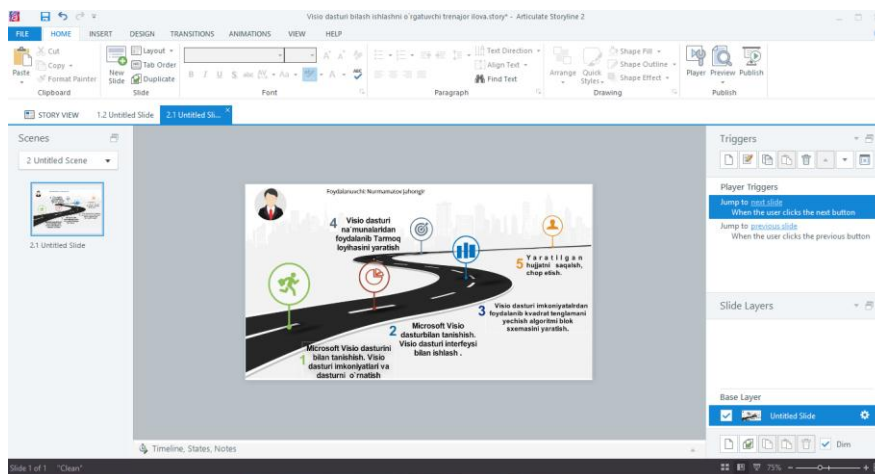 Visio dasturi bilash ishlashni o`rgatuvchi trenajor ilova.story* - Articulate Storyline 2
FILE HOME INSERT DESIGN TRANSITIONS ANIMATIONS VIEW HELP
Paste
Cut
Copy
Format Painter
Clipboard
New Slide
Layout
Tab Order
Duplicate
Slide
B I U S abc Aa A
Font
Text Direction
Align Text
Find Text
Paragraph
Arrange
Quick Styles
Shape Fill
Shape Outline
Shape Effect
Drawing
Player Preview Publish
Publish
STORY VIEW 1.2 Untitled Slide 2.1 Untitled Sli...
Scenes
2 Untitled Scene
2.1 Untitled Slide
Foydalanuvchi: Nurmamatov Jahongir
4 Visio dasturi
na`munalaridan
foydalanib Tarmoq
loyihasini yaratish
5 Yaratilgan
hujjatni saqalsh,
chop etish.
3 Visio dasturi imkoniyatalrdan
foydalanib kvadrat tenglamani
yechish algoritmi blok
sxemasini yaratish.
2 Microsoft Visio
dasturbilan tanishish.
Visio dasturi interfeysi
bilan ishlash .
1 Microsoft Visio dasturini
bilan tanishish. Visio
dasturi imkoniyatlari va
dasturni o`rnatish
Timeline, States, Notes
Triggers
Player Triggers
Jump to next slide
When the user clicks the next button
Jump to previous slide
When the user clicks the previous button
Slide Layers
Base Layer
Untitled Slide
Dim
Slide 1 of 1 "Clean"
75%